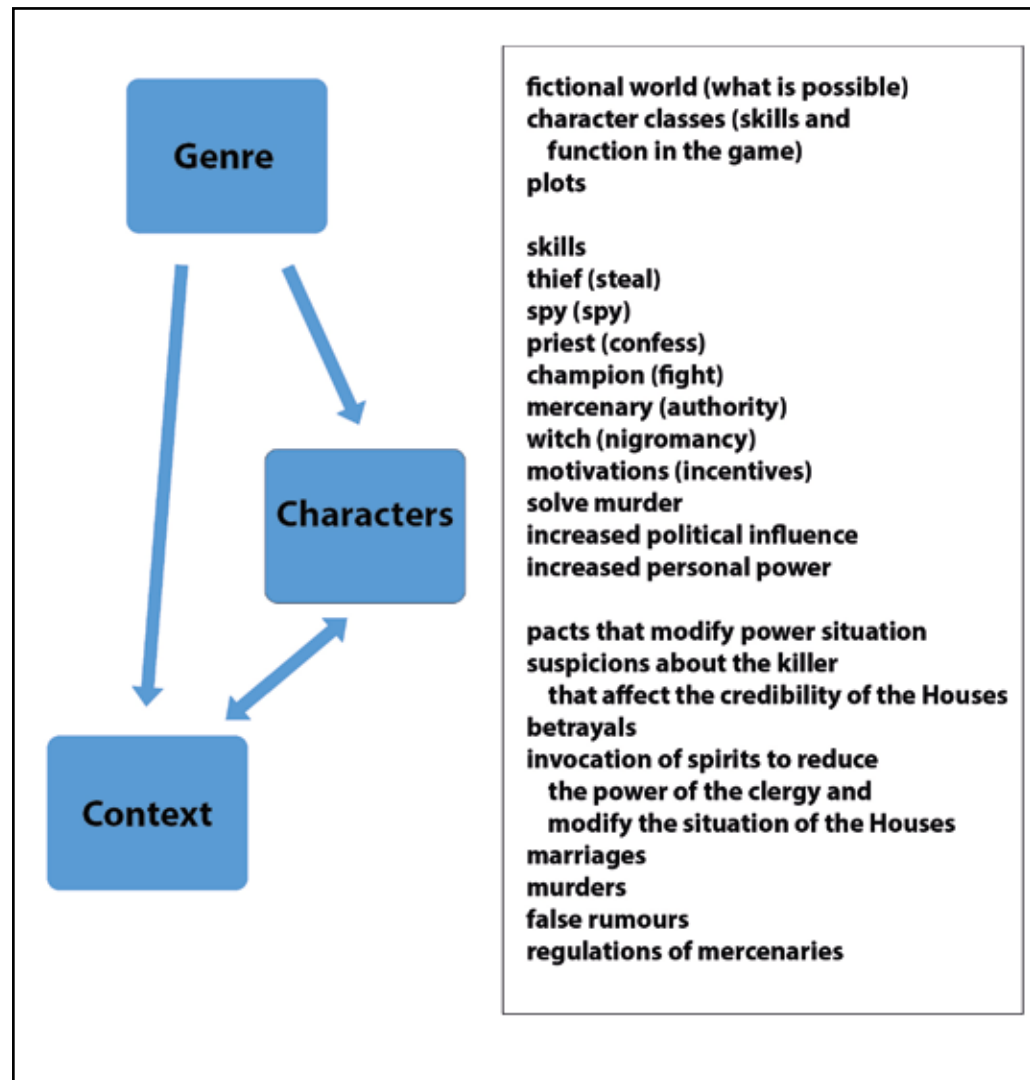 Genre
Characters
Context
fictional world (what is possible)
character classes (skills and
function in the game)
plots
skills
thief (steal)
spy (spy)
priest (confess)
champion (fight)
mercenary (authority)
witch (nigromancy)
motivations (incentives)
solve murder
increased political influence
increased personal power
pacts that modify power situation
suspicions about the killer
that affect the credibility of the Houses
betrayals
invocation of spirits to reduce
the power of the clergy and
modify the situation of the Houses
marriages
murders
false rumours
regulations of mercenaries